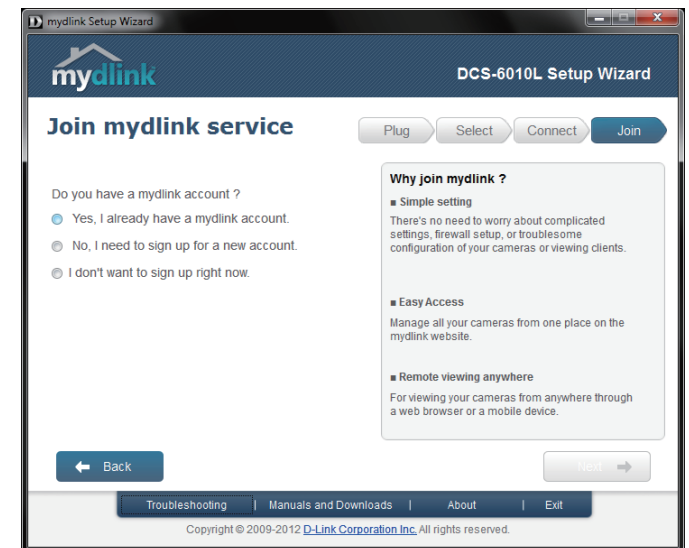 mydlink Setup Wizard
mydlink
DCS-6010L Setup Wizard
Join mydlink service
Plug
Select
Connect
Join
Do you have a mydlink account ?
Yes, I already have a mydlink account.
No, I need to sign up for a new account.
I don't want to sign up right now.
Why join mydlink ?
■ Simple setting
There's no need to worry about complicated
settings, firewall setup, or troublesome
configuration of your cameras or viewing clients.
■ Easy Access
Manage all your cameras from one place on the
mydlink website.
■ Remote viewing anywhere
For viewing your cameras from anywhere through
a web browser or a mobile device.
Back
Next
Troubleshooting | Manuals and Downloads | About | Exit
Copyright © 2009-2012 D-Link Corporation Inc. All rights reserved.